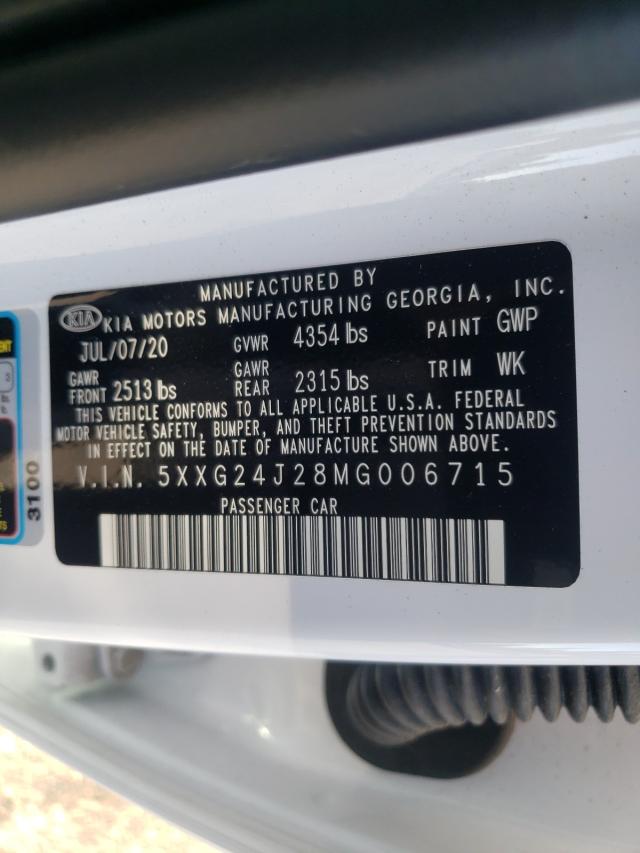 MANUFACTURED BY
KIA KIA MOTORS MANUFACTURING GEORGIA, INC.
JUL/07/20 GVWR 4354 lbs PAINT GWP
GAWR FRONT 2513 lbs GAWR REAR 2315 lbs TRIM WK
THIS VEHICLE CONFORMS TO ALL APPLICABLE U.S.A. FEDERAL
MOTOR VEHICLE SAFETY, BUMPER, AND THEFT PREVENTION STANDARDS
IN EFFECT ON THE DATE OF MANUFACTURE SHOWN ABOVE.
V.I.N. 5XXG24J28MG006715
PASSENGER CAR
3100